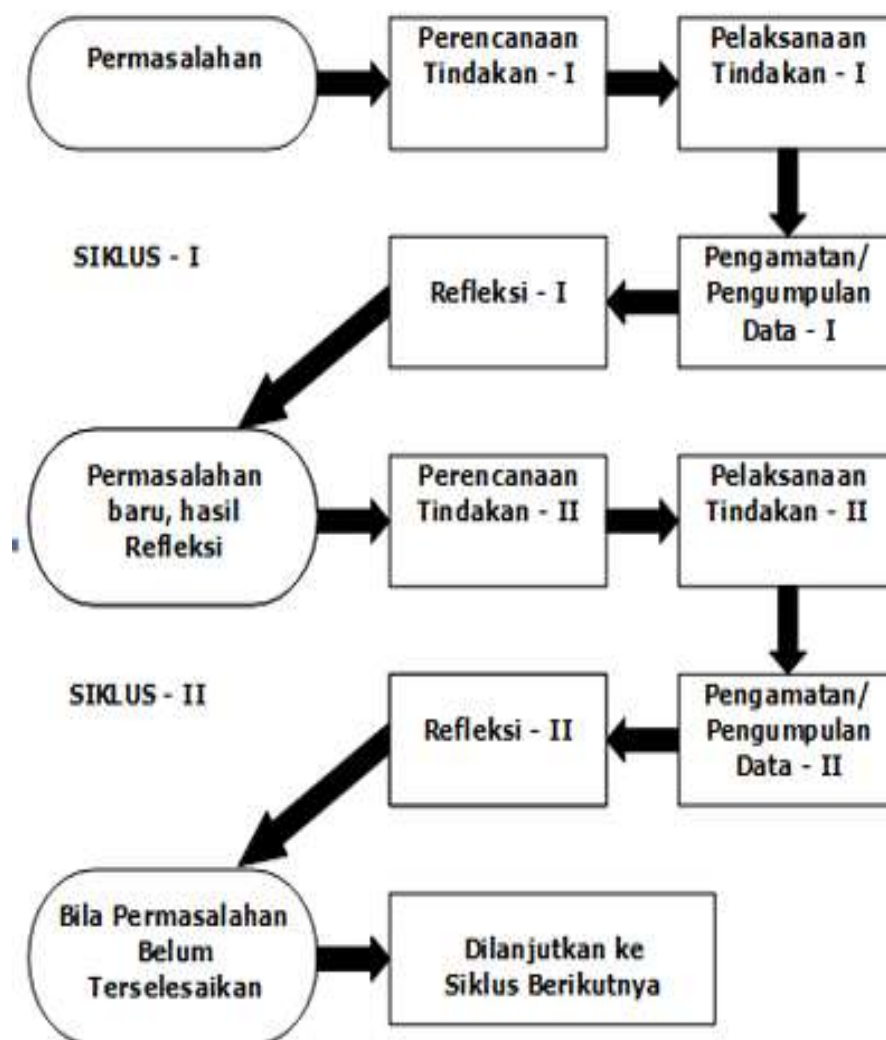 Permasalahan
Perencanaan
Tindakan - I
Pelaksanaan
Tindakan - I
SIKLUS - I
Refleksi - I
Pengamatan/
Pengumpulan
Data - I
Permasalahan
baru, hasil
Refleksi
Perencanaan
Tindakan - II
Pelaksanaan
Tindakan - II
SIKLUS - II
Refleksi - II
Pengamatan/
Pengumpulan
Data - II
Bila Permasalahan
Belum
Terselesaikan
Dilanjutkan ke
Siklus Berikutnya